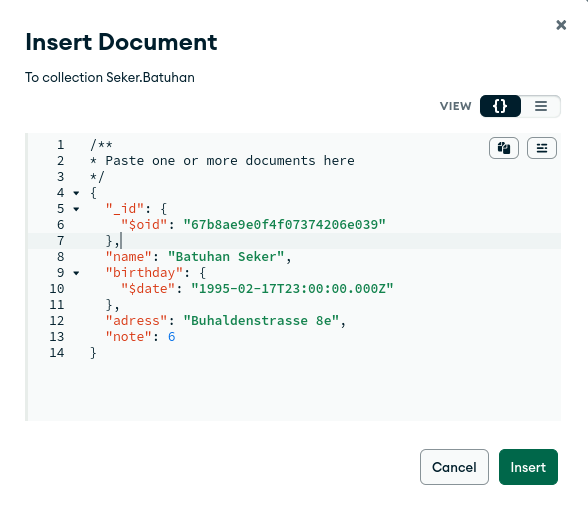 Insert Document
To collection Seker.Batuhan
VIEW {}
1 /**
2 * Paste one or more documents here
3 */
4 {
5 "_id": {
6 "$oid": "67b8ae9e0f4f07374206e039"
7 },
8 "name": "Batuhan Seker",
9 "birthday": {
10 "$date": "1995-02-17T23:00:00.000Z"
11 },
12 "adress": "Buhaldenstrasse 8e",
13 "note": 6
14 }
Cancel Insert